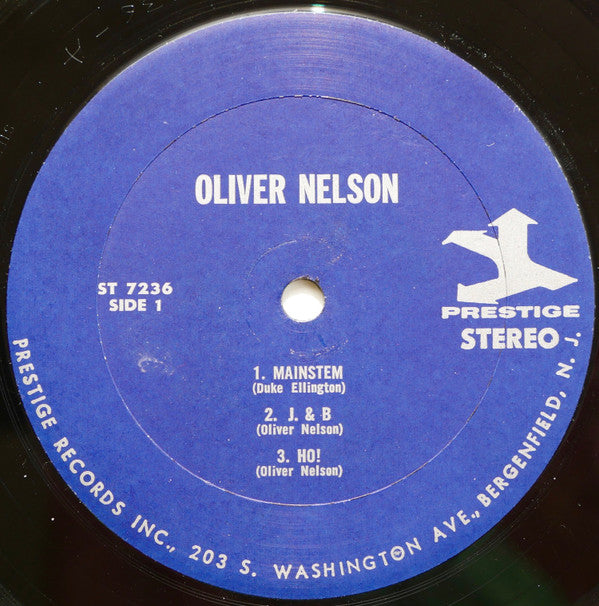 OLIVER NELSON
ST 7236
SIDE 1
PRESTIGE
STEREO
1. MAINSTEM
(Duke Ellington)
2. J. & B
(Oliver Nelson)
3. HO!
(Oliver Nelson)
PRESTIGE RECORDS INC., 203 S. WASHINGTON AVE., BERGENFIELD, N. J.